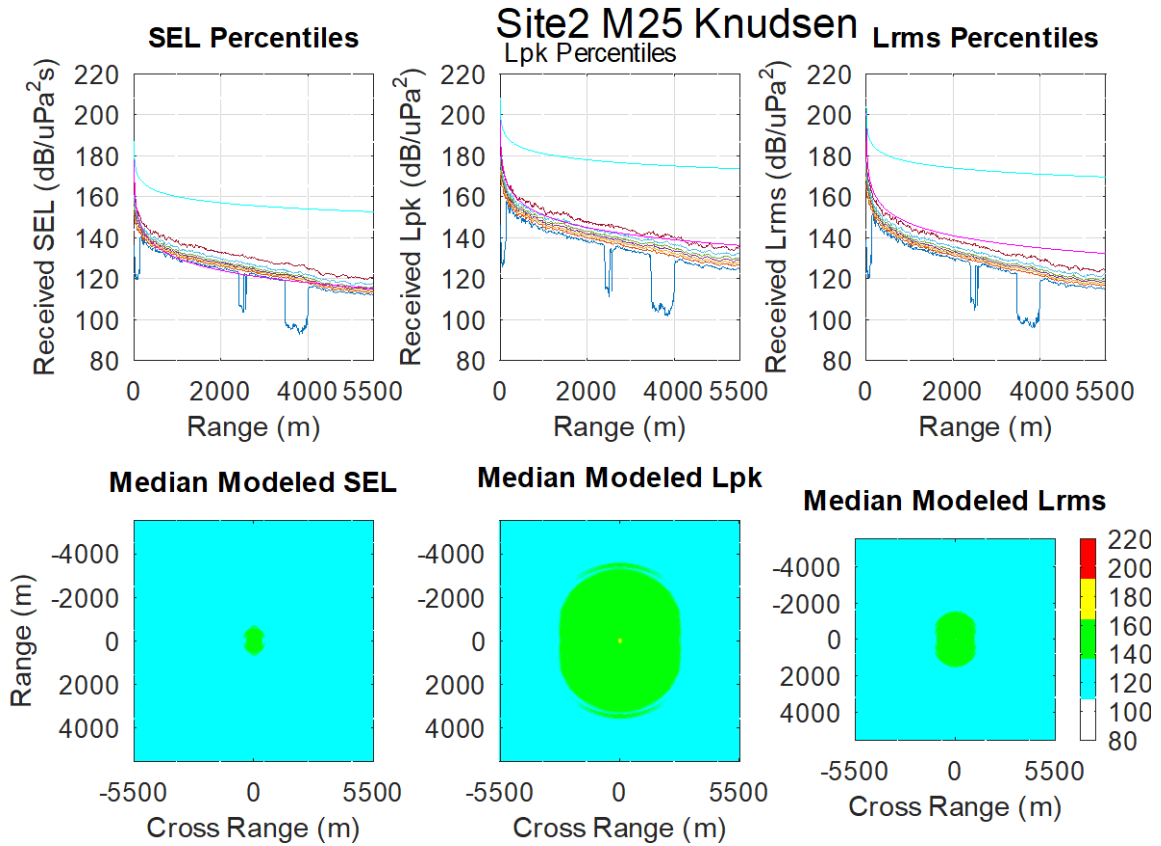 Site2 M25 Knudsen
SEL Percentiles
Lpk Percentiles
Lrms Percentiles
Received SEL (dB/uPa²s)
220
200
180
160
140
120
100
80
0 2000 4000 5500
Range (m)
Received Lpk (dB/uPa²)
220
200
180
160
140
120
100
80
0 2000 4000 5500
Range (m)
Received Lrms (dB/uPa²)
220
200
180
160
140
120
100
80
0 2000 4000 5500
Range (m)
Median Modeled SEL
Range (m)
-4000
-2000
0
2000
4000
-5500 0 5500
Cross Range (m)
Median Modeled Lpk
-4000
-2000
0
2000
4000
-5500 0 5500
Cross Range (m)
Median Modeled Lrms
-4000
-2000
0
2000
4000
-5500 0 5500
Cross Range (m)
220
200
180
160
140
120
100
80